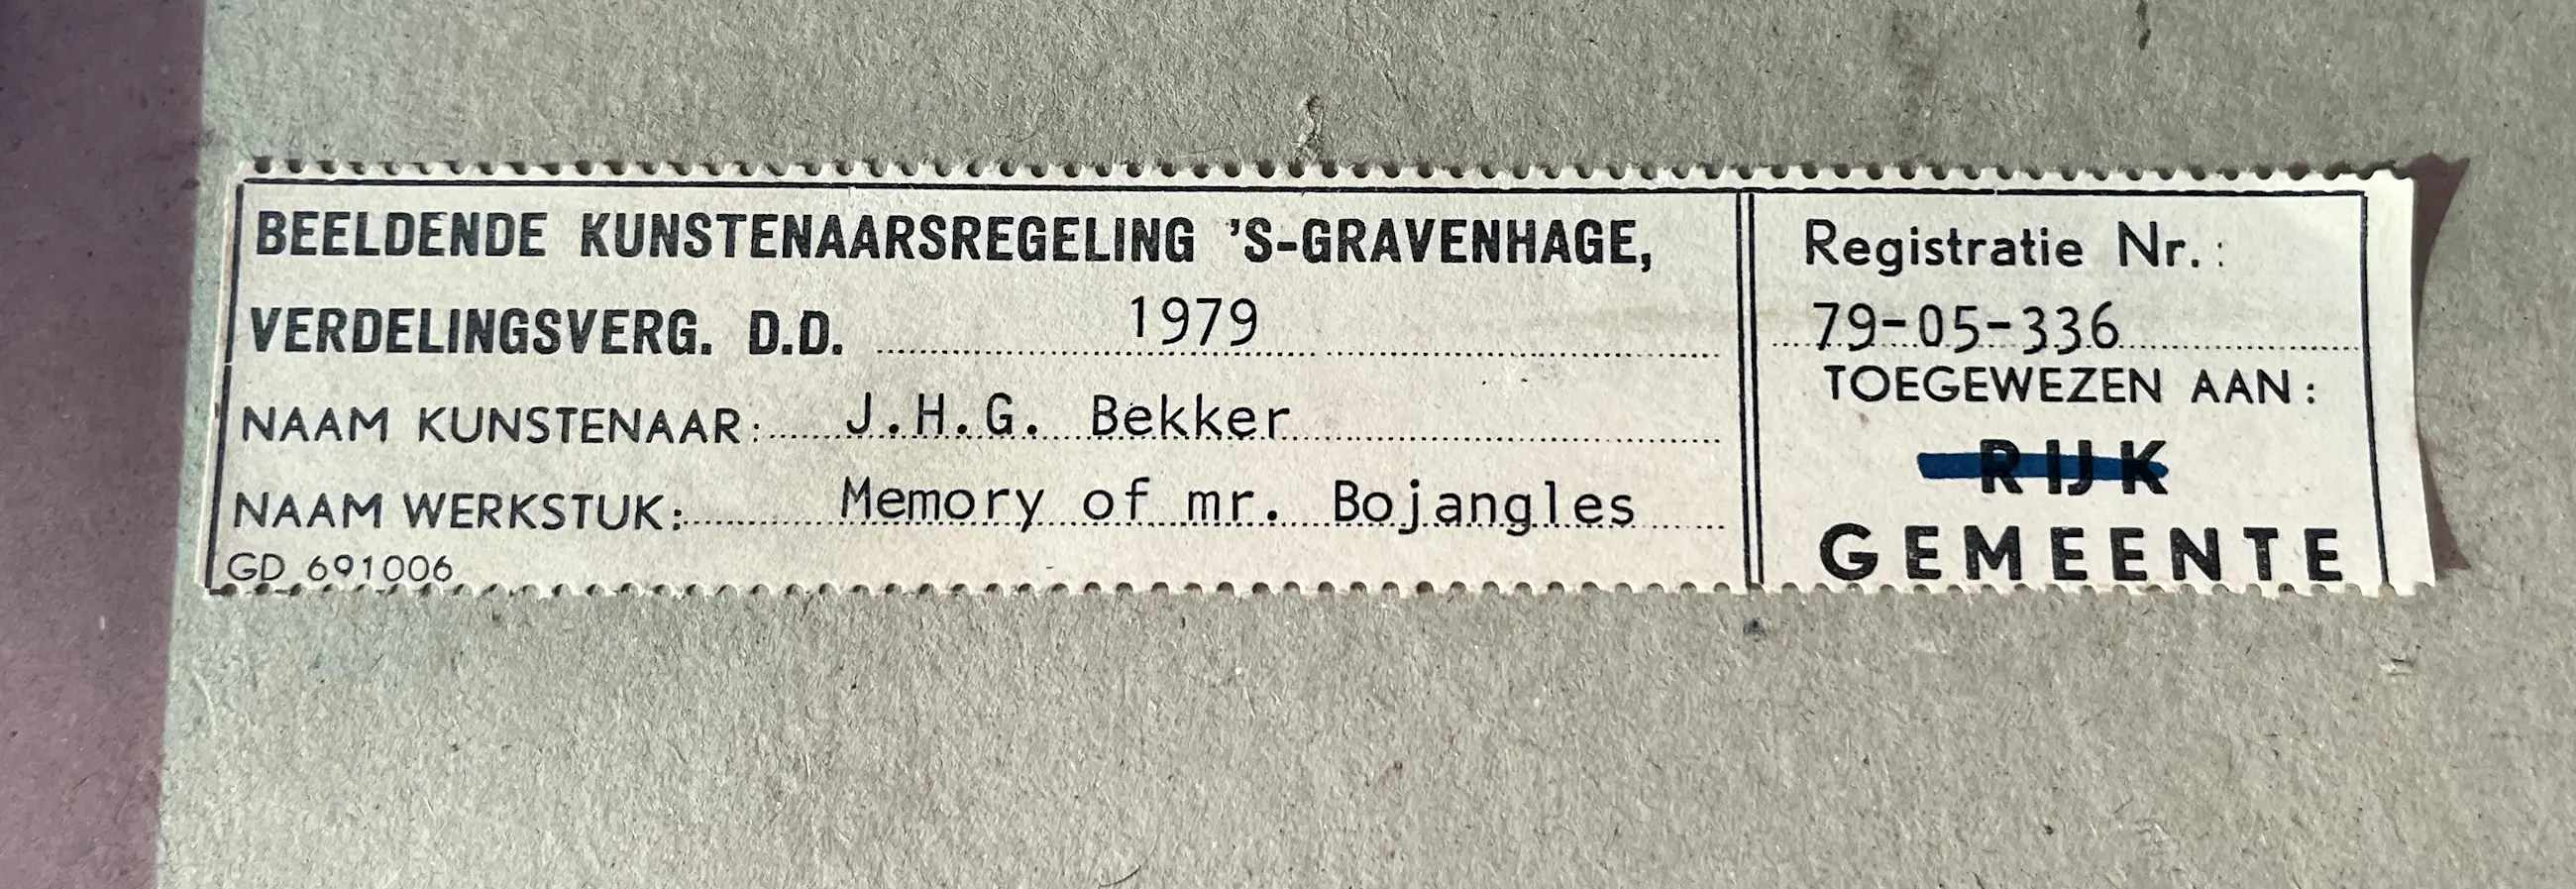 BEELDENDE KUNSTENAARSREGELING 'S-GRAVENHAGE,
VERDELINGSVERG. D.D. 1979
NAAM KUNSTENAAR: J.H.G. Bekker
NAAM WERKSTUK: Memory of mr. Bojangles
GD 691006
Registratie Nr.:
79-05-336
TOEGEWEZEN AAN:
RIJK
GEMEENTE